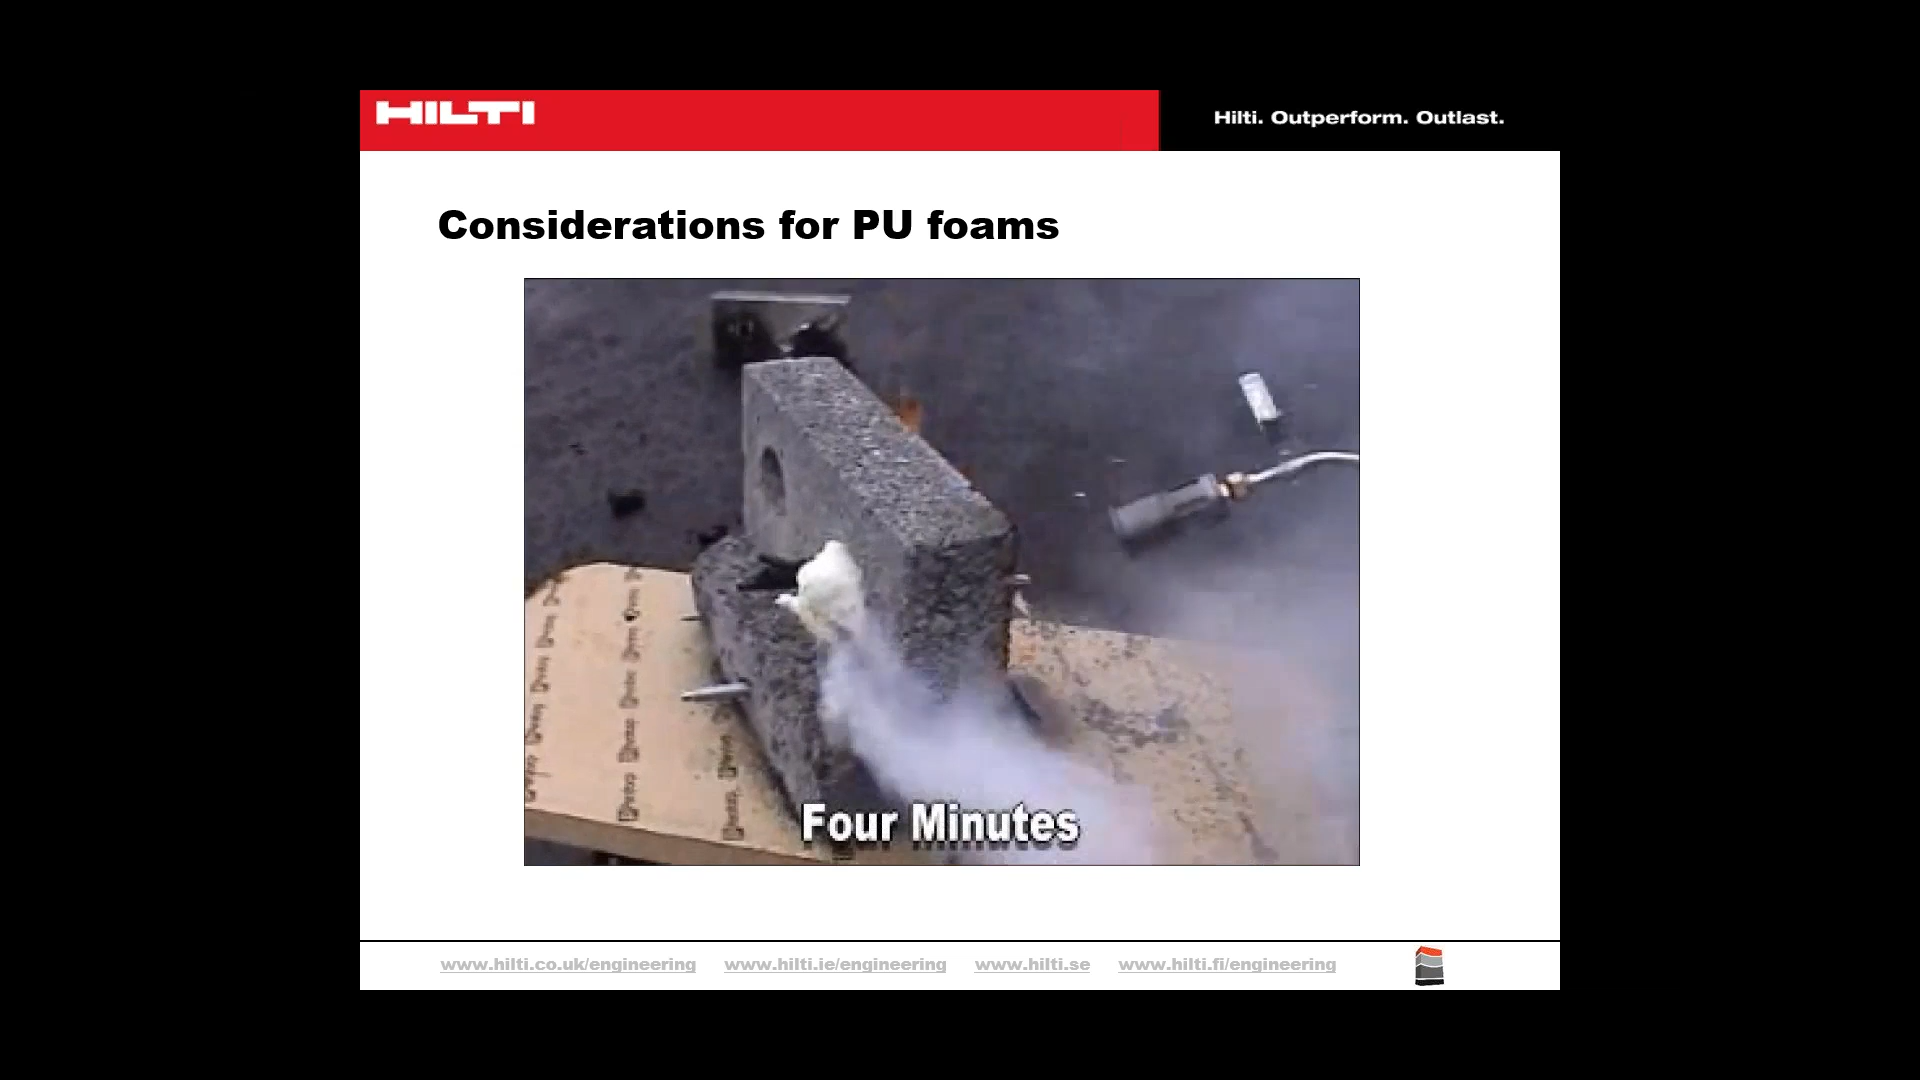 HILTI
Hilti. Outperform. Outlast.
Considerations for PU foams
Four Minutes
www.hilti.co.uk/engineering www.hilti.ie/engineering www.hilti.se www.hilti.fi/engineering